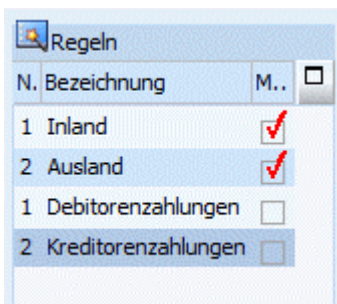 Regeln
N. Bezeichnung M..
1 Inland
2 Ausland
1 Debitorenzahlungen
2 Kreditorenzahlungen